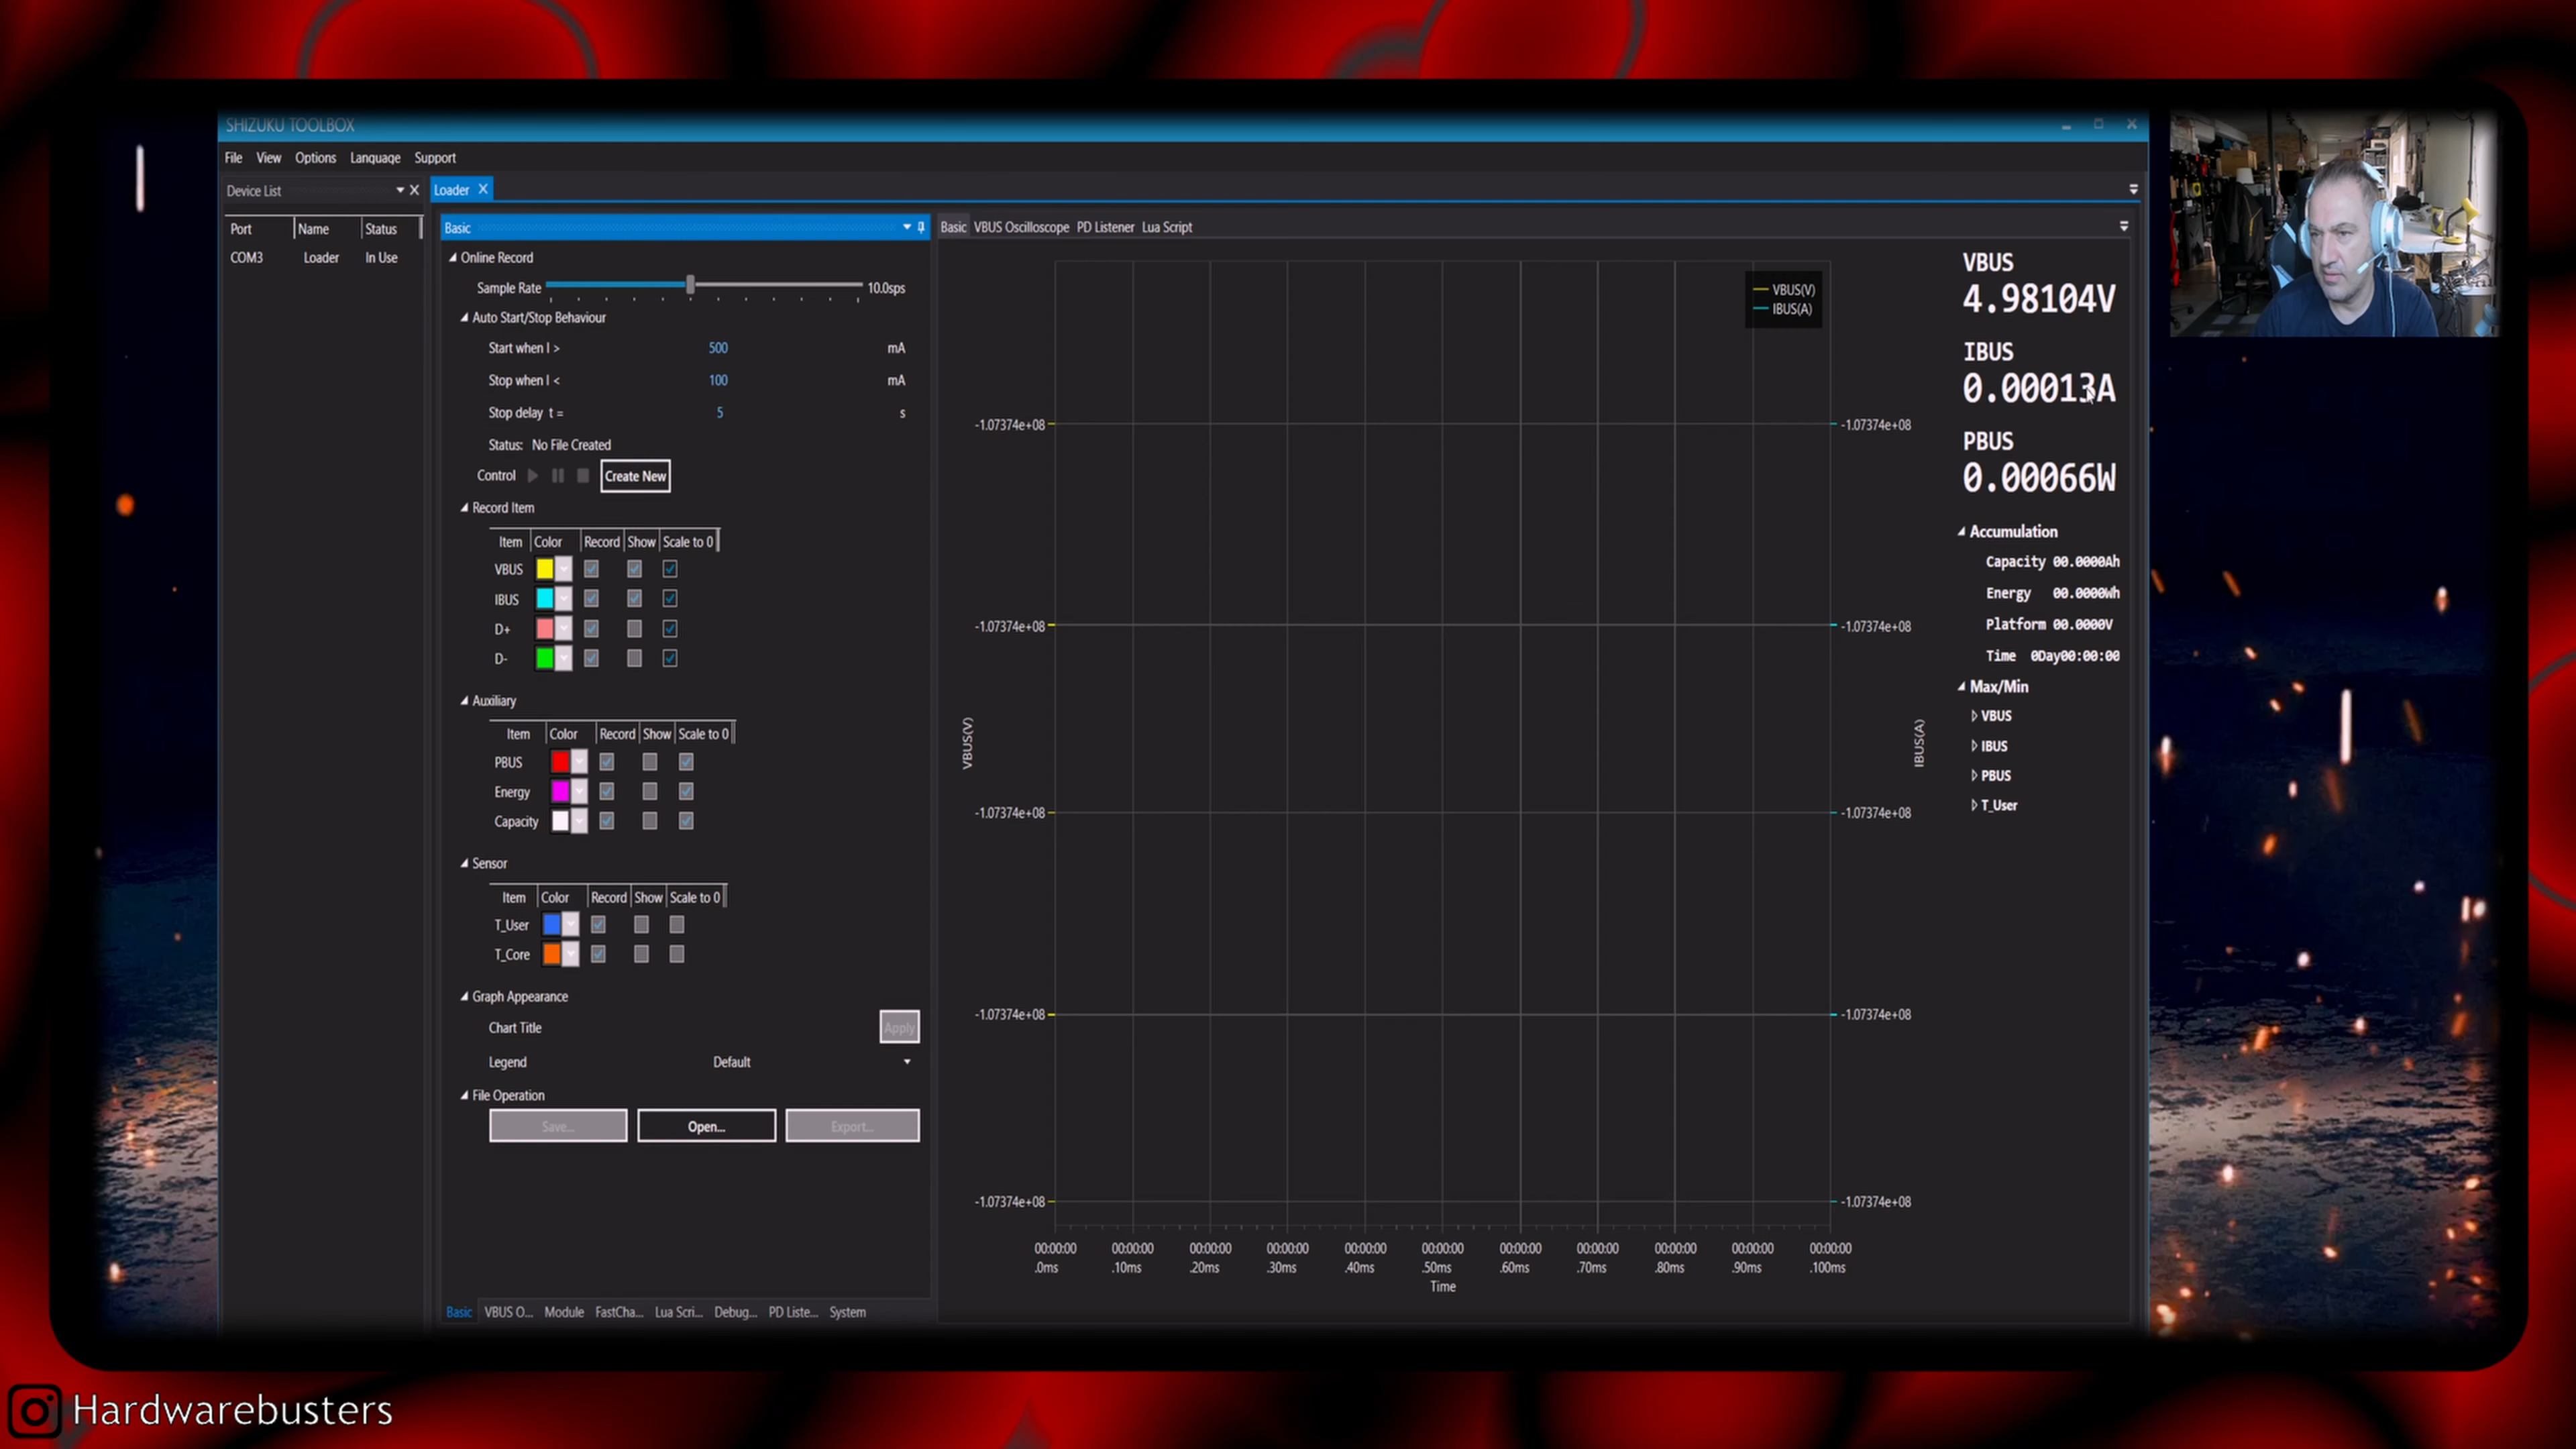 SHIZUKU TOOLBOX
File View Options Language Support
Device List
Port Name Status
COM3 Loader In Use
Loader
Basic
Online Record
Sample Rate 10.0sps
Auto Start/Stop Behaviour
Start when I > 500 mA
Stop when I < 100 mA
Stop delay t = 5 s
Status: No File Created
Control Create New
Record Item
Item Color Record Show Scale to 0
VBUS
IBUS
D+
D-
Auxiliary
Item Color Record Show Scale to 0
PBUS
Energy
Capacity
Sensor
Item Color Record Show Scale to 0
T_User
T_Core
Graph Appearance
Chart Title Apply
Legend Default
File Operation
Save... Open... Export...
Basic VBUS O... Module FastCha... Lua Scri... Debug... PD Liste... System
Basic VBUS Oscilloscope PD Listener Lua Script
VBUS(V)
IBUS(A)
-1.07374e+08 -1.07374e+08
-1.07374e+08 -1.07374e+08
VBUS(V) IBUS(A)
-1.07374e+08 -1.07374e+08
-1.07374e+08 -1.07374e+08
-1.07374e+08 -1.07374e+08
00:00:00 00:00:00 00:00:00 00:00:00 00:00:00 00:00:00 00:00:00 00:00:00 00:00:00 00:00:00 00:00:00
.0ms .10ms .20ms .30ms .40ms .50ms .60ms .70ms .80ms .90ms .100ms
Time
VBUS
4.98104V
IBUS
0.00013A
PBUS
0.00066W
Accumulation
Capacity 00.0000Ah
Energy 00.0000Wh
Platform 00.0000V
Time 0Day00:00:00
Max/Min
VBUS
IBUS
PBUS
T_User
Hardwarebusters